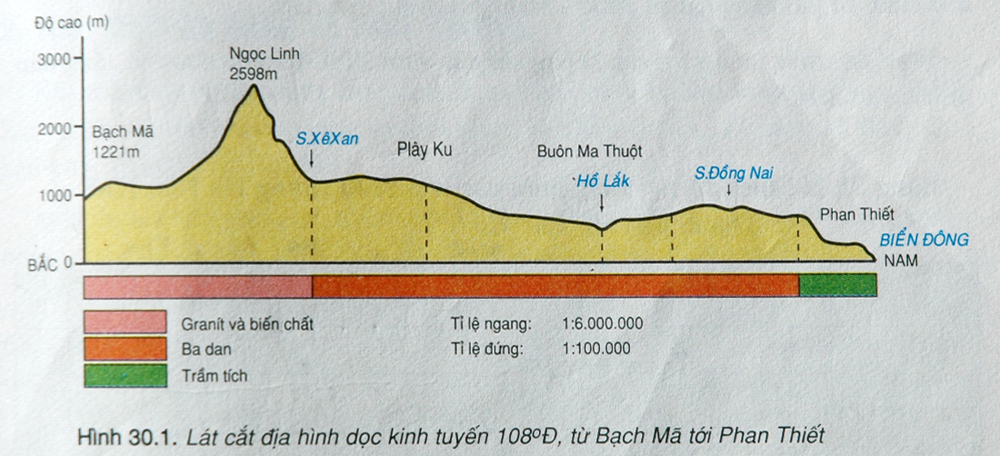 Độ cao (m)
3000
2000
1000
BẮC 0
Ngọc Linh
2598m
Bạch Mã
1221m
S.XêXan
Plây Ku
Buôn Ma Thuột
Hồ Lắk
S.Đồng Nai
Phan Thiết
BIỂN ĐÔNG
NAM
Granít và biến chất
Ba dan
Trầm tích
Tỉ lệ ngang: 1:6.000.000
Tỉ lệ đứng: 1:100.000
Hình 30.1. Lát cắt địa hình dọc kinh tuyến 108ºĐ, từ Bạch Mã tới Phan Thiết